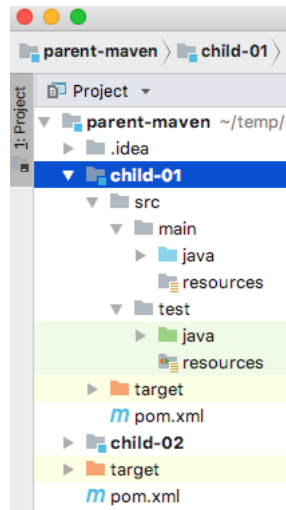 parent-maven child-01
1: Project
Project
parent-maven ~/temp/
.idea
child-01
src
main
java
resources
test
java
resources
target
pom.xml
child-02
target
pom.xml